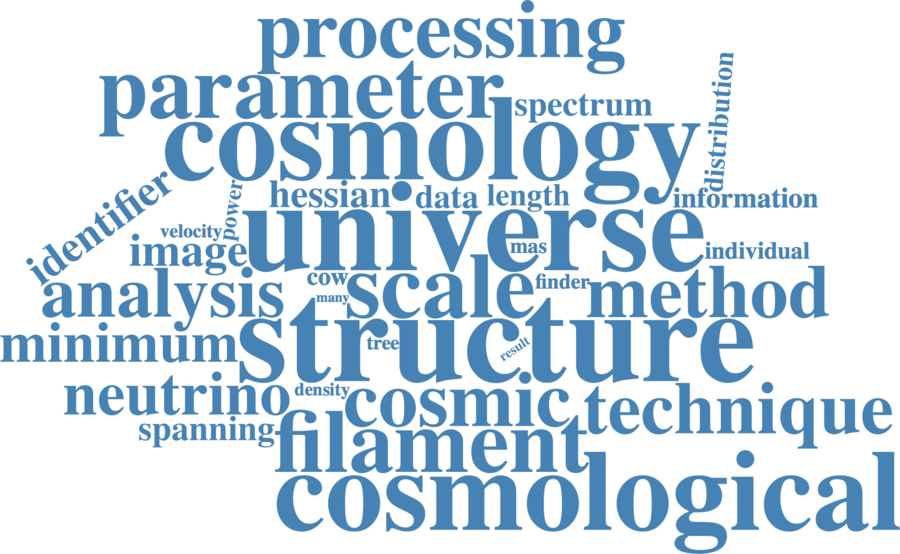 processing
parameter
spectrum
distribution
cosmology
identifier
hessian
data
length
information
power
velocity
universe
image
mas
individual
cow
analysis
many
scale
finder
method
structure
minimum
tree
result
neutrino
density
cosmic
technique
spanning
filament
cosmological